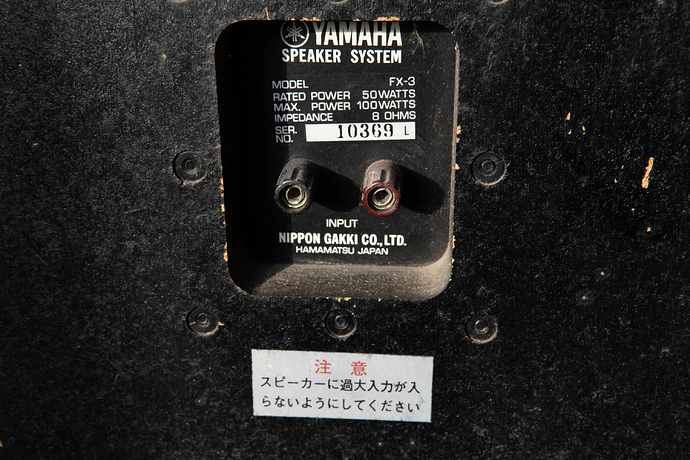 YAMAHA
SPEAKER SYSTEM
MODEL FX-3
RATED POWER 50WATTS
MAX. POWER 100WATTS
IMPEDANCE 8 OHMS
SER. NO. 10369 L
INPUT
NIPPON GAKKI CO., LTD.
HAMAMATSU JAPAN
注意
スピーカーに過大入力が入
らないようにしてください